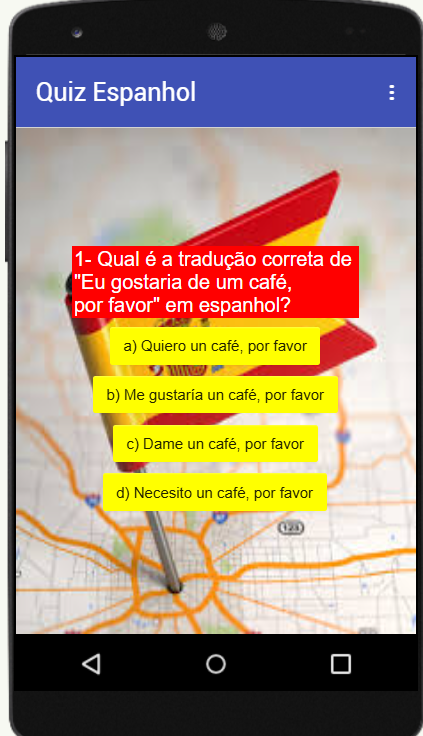 Quiz Espanhol
1- Qual é a tradução correta de
"Eu gostaria de um café,
por favor" em espanhol?
a) Quiero un café, por favor
b) Me gustaría un café, por favor
c) Dame un café, por favor
d) Necesito un café, por favor
123